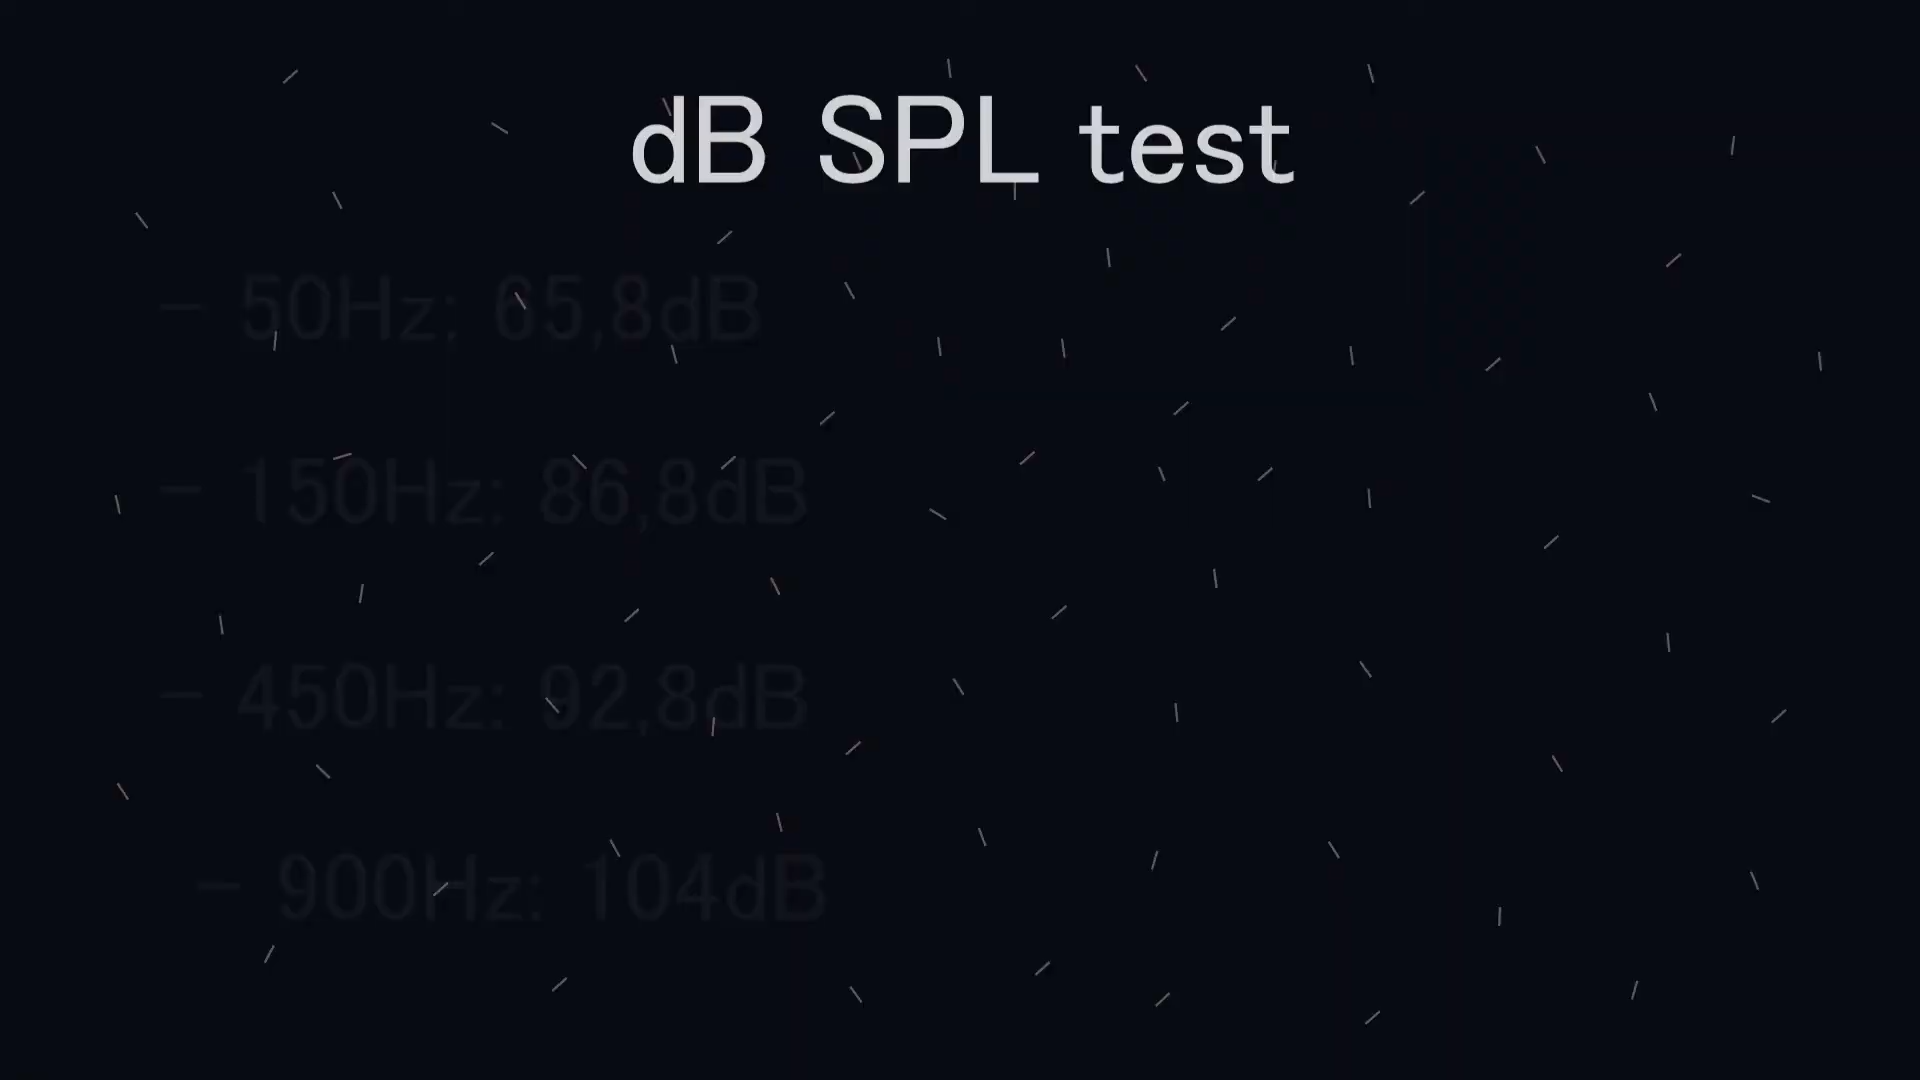 dB SPL test
- 50Hz: 65,8dB
- 150Hz: 86,8dB
- 450Hz: 92,8dB
- 900Hz: 104dB